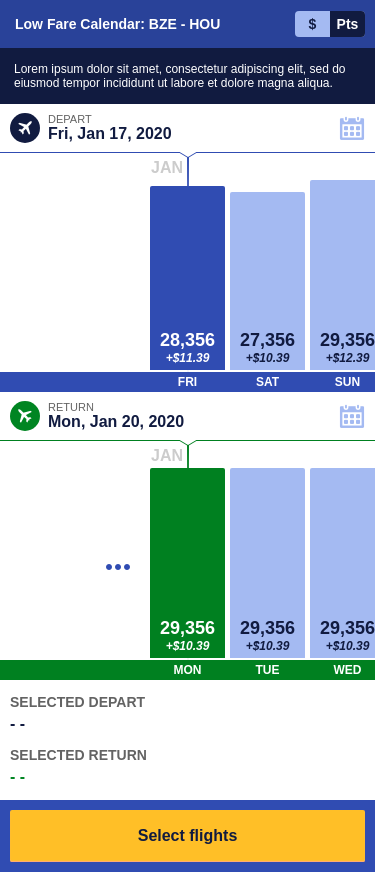 Low Fare Calendar: BZE - HOU
$ Pts
Lorem ipsum dolor sit amet, consectetur adipiscing elit, sed do
eiusmod tempor incididunt ut labore et dolore magna aliqua.
DEPART
Fri, Jan 17, 2020
JAN
28,356 27,356 29,356
+$11.39 +$10.39 +$12.39
FRI SAT SUN
RETURN
Mon, Jan 20, 2020
JAN
29,356 29,356 29,356
+$10.39 +$10.39 +$10.39
MON TUE WED
SELECTED DEPART
- -
SELECTED RETURN
- -
Select flights